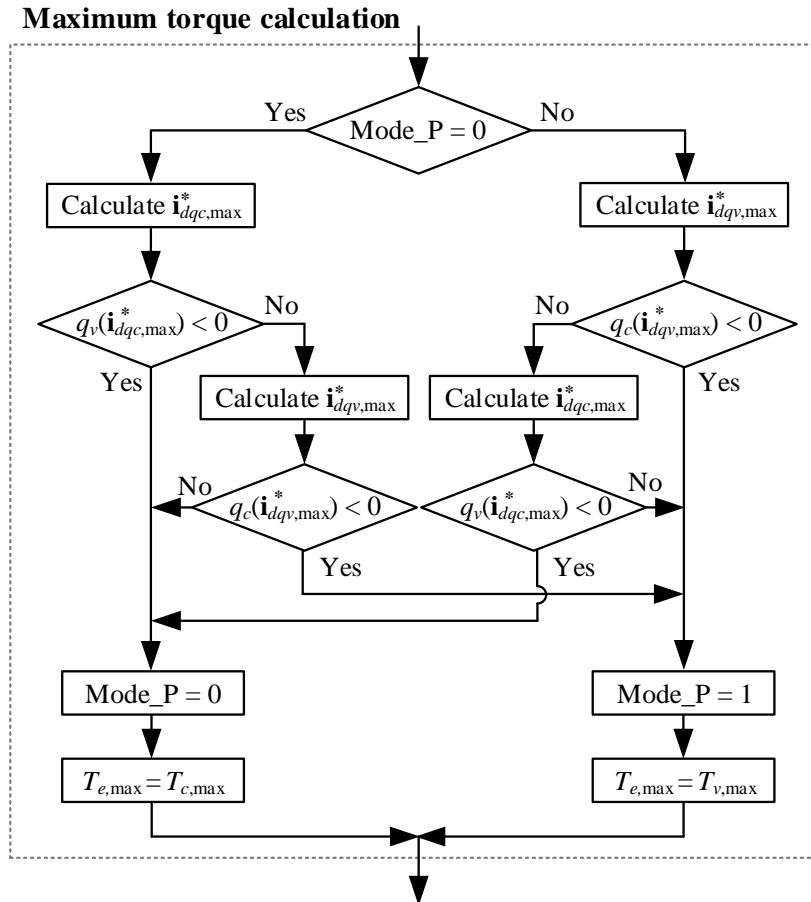 Maximum torque calculation
Yes
No
Mode_P = 0
Calculate i*dqc,max
Calculate i*dqv,max
qv(i*dqc,max) < 0
No
No
qc(i*dqv,max) < 0
Yes
Yes
Calculate i*dqv,max
Calculate i*dqc,max
No
qc(i*dqv,max) < 0
qv(i*dqc,max) < 0
No
Yes
Yes
Mode_P = 0
Mode_P = 1
Te,max = Tc,max
Te,max = Tv,max